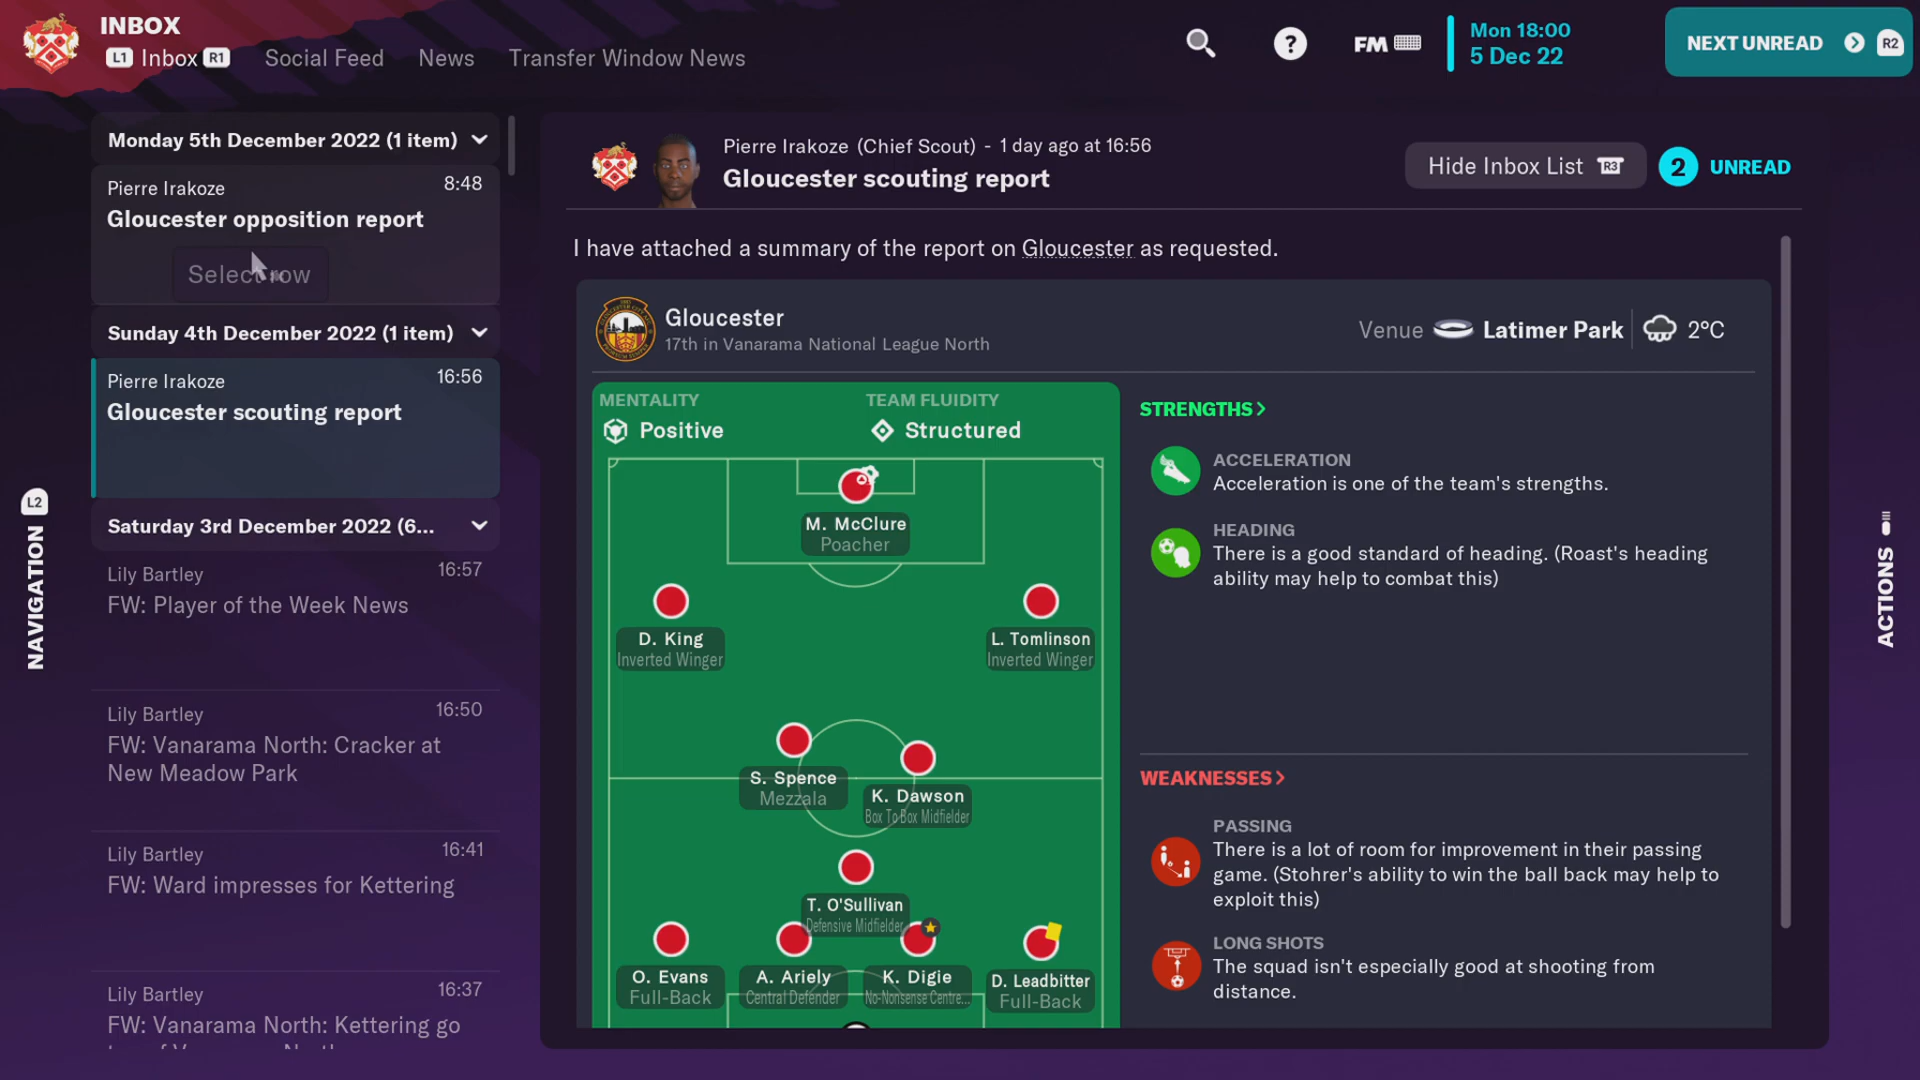 INBOX
L1 Inbox R1 Social Feed News Transfer Window News
FM
Mon 18:00
5 Dec 22
NEXT UNREAD R2
Monday 5th December 2022 (1 item)
Pierre Irakoze 8:48
Gloucester opposition report
Select row
Sunday 4th December 2022 (1 item)
Pierre Irakoze 16:56
Gloucester scouting report
Saturday 3rd December 2022 (6...
Lily Bartley 16:57
FW: Player of the Week News
Lily Bartley 16:50
FW: Vanarama North: Cracker at
New Meadow Park
Lily Bartley 16:41
FW: Ward impresses for Kettering
Lily Bartley 16:37
FW: Vanarama North: Kettering go
L2
NAVIGATION
Pierre Irakoze (Chief Scout) - 1 day ago at 16:56
Gloucester scouting report
Hide Inbox List R3
2 UNREAD
I have attached a summary of the report on Gloucester as requested.
Gloucester
17th in Vanarama National League North
Venue Latimer Park 2°C
MENTALITY
Positive
TEAM FLUIDITY
Structured
M. McClure
Poacher
D. King
Inverted Winger
L. Tomlinson
Inverted Winger
S. Spence
Mezzala
K. Dawson
Box To Box Midfielder
T. O'Sullivan
Defensive Midfielder
O. Evans
Full-Back
A. Ariely
Central Defender
K. Digie
No-Nonsense Centre...
D. Leadbitter
Full-Back
STRENGTHS
ACCELERATION
Acceleration is one of the team's strengths.
HEADING
There is a good standard of heading. (Roast's heading
ability may help to combat this)
WEAKNESSES
PASSING
There is a lot of room for improvement in their passing
game. (Stohrer's ability to win the ball back may help to
exploit this)
LONG SHOTS
The squad isn't especially good at shooting from
distance.
ACTIONS